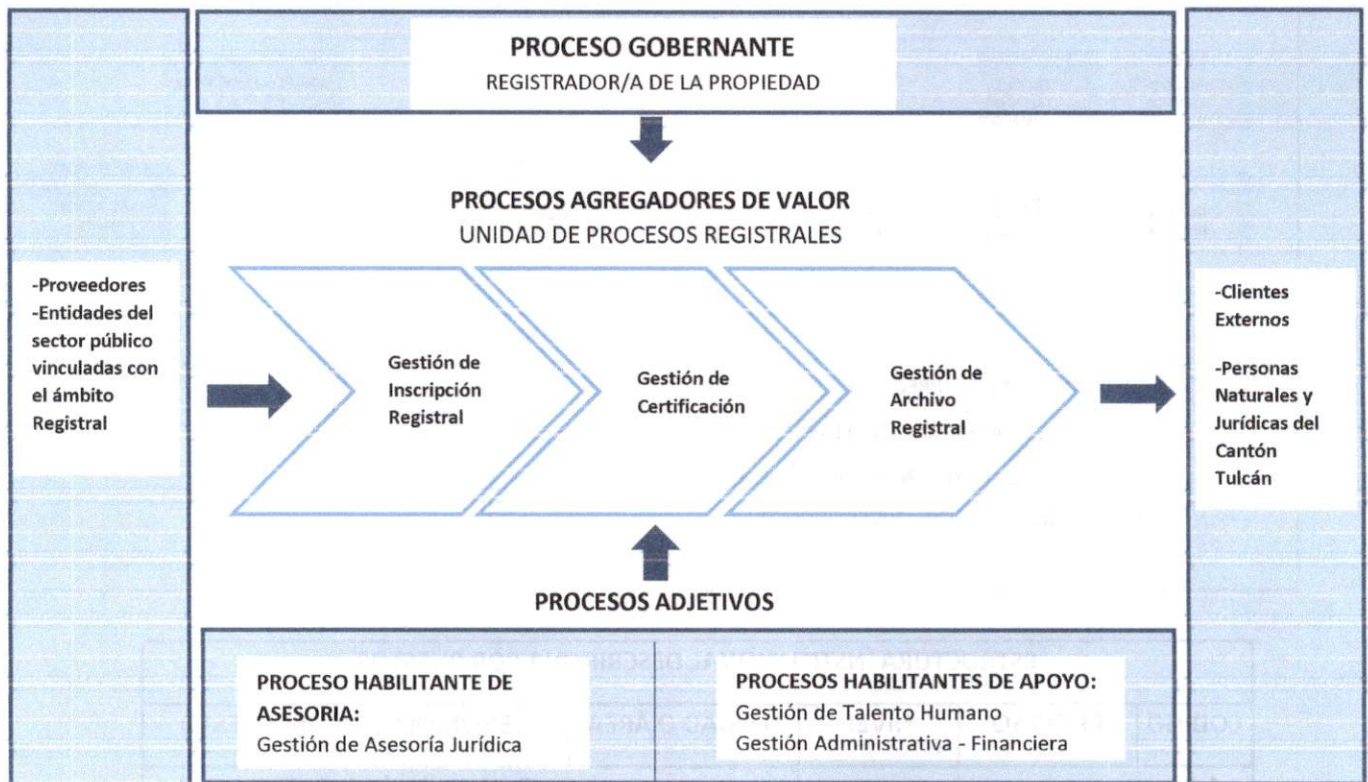 PROCESO GOBERNANTE
REGISTRADOR/A DE LA PROPIEDAD
PROCESOS AGREGADORES DE VALOR
UNIDAD DE PROCESOS REGISTRALES
-Proveedores
-Entidades del
sector público
vinculadas con
el ámbito
Registral
Gestión de
Inscripción
Registral
Gestión de
Certificación
Gestión de
Archivo
Registral
-Clientes
Externos
-Personas
Naturales y
Jurídicas del
Cantón
Tulcán
PROCESOS ADJETIVOS
PROCESO HABILITANTE DE
ASESORIA:
Gestión de Asesoría Jurídica
PROCESOS HABILITANTES DE APOYO:
Gestión de Talento Humano
Gestión Administrativa - Financiera